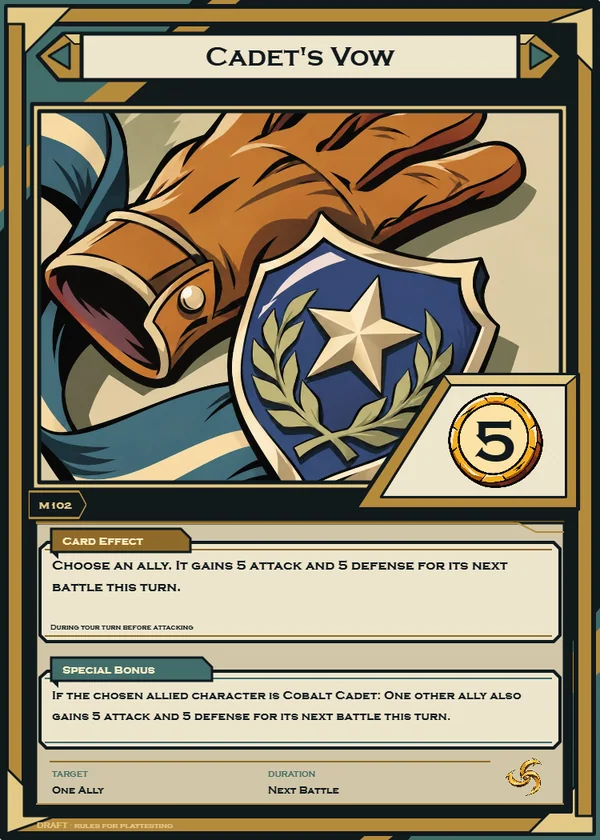 Cadet's Vow
5
M102
Card Effect
Choose an ally. It gains 5 attack and 5 defense for its next
battle this turn.
During your turn before attacking
Special Bonus
If the chosen allied character is Cobalt Cadet: One other ally also
gains 5 attack and 5 defense for its next battle this turn.
Target
Duration
One Ally
Next Battle
DRAFT · Rules for playtesting